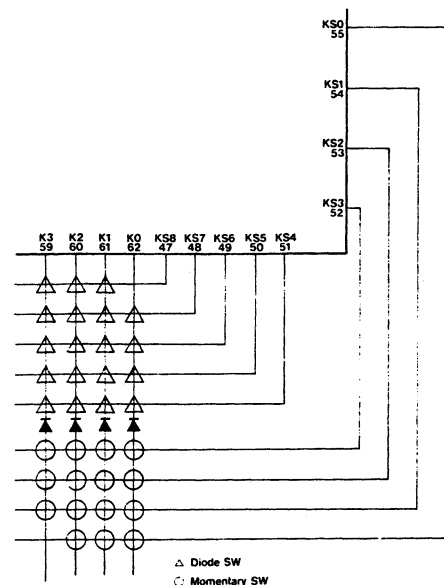 KS0
55
KS1
54
KS2
53
KS3
52
K3 K2 K1 K0 KS8 KS7 KS6 KS5 KS4
59 60 61 62 47 48 49 50 51
Diode SW
Momentary SW